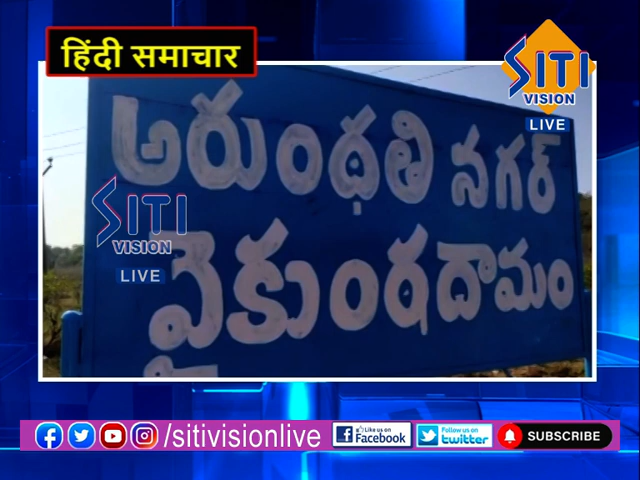 हिंदी समाचार
SITI
VISION
LIVE
అరుంధతి నగర్
SITI
VISION
LIVE
వైకుంఠదామం
/sitivisionlive
Like us on
Facebook
Follow us on
twitter
SUBSCRIBE